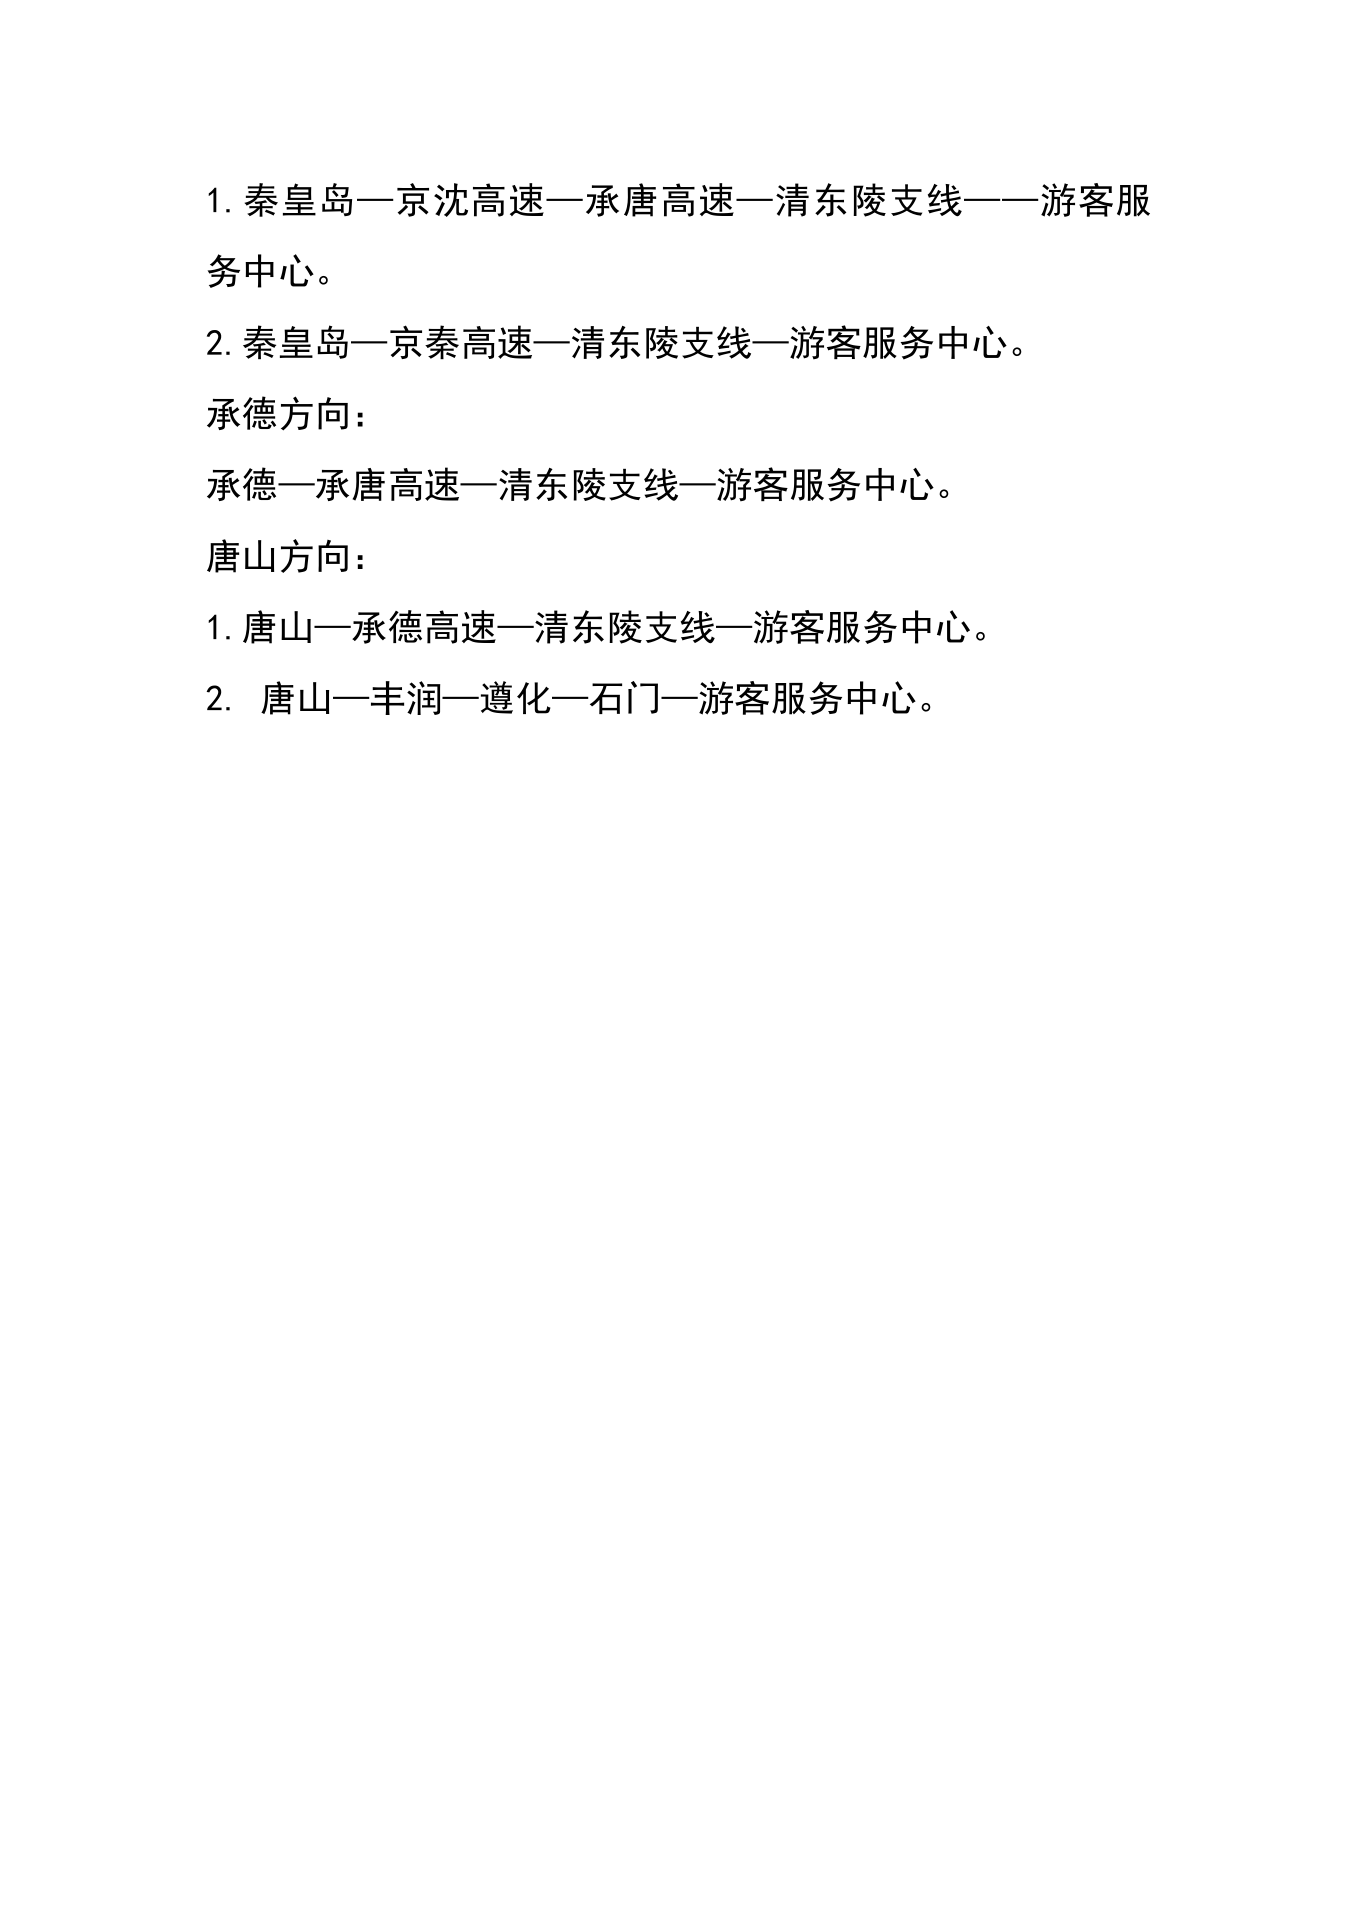 1.秦皇岛—京沈高速—承唐高速—清东陵支线——游客服
务中心。
2.秦皇岛—京秦高速—清东陵支线—游客服务中心。
承德方向：
承德—承唐高速—清东陵支线—游客服务中心。
唐山方向：
1.唐山—承德高速—清东陵支线—游客服务中心。
2. 唐山—丰润—遵化—石门—游客服务中心。